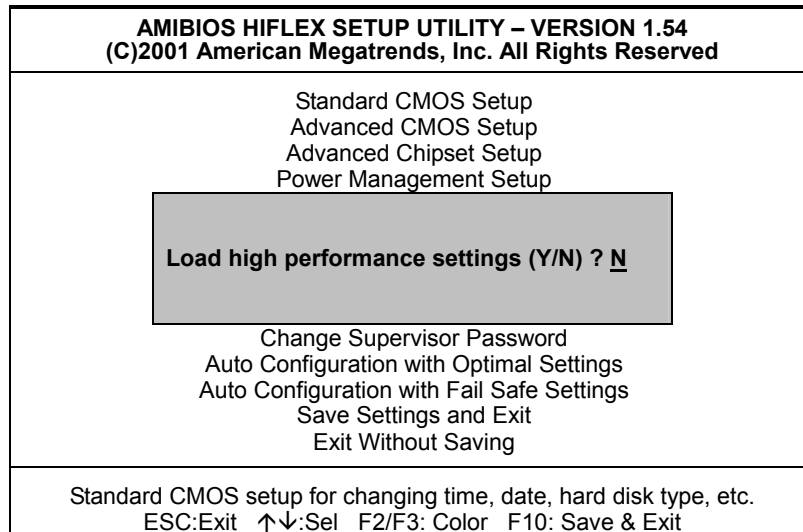 AMIBIOS HIFLEX SETUP UTILITY – VERSION 1.54
(C)2001 American Megatrends, Inc. All Rights Reserved
Standard CMOS Setup
Advanced CMOS Setup
Advanced Chipset Setup
Power Management Setup
Load high performance settings (Y/N) ? N
Change Supervisor Password
Auto Configuration with Optimal Settings
Auto Configuration with Fail Safe Settings
Save Settings and Exit
Exit Without Saving
Standard CMOS setup for changing time, date, hard disk type, etc.
ESC:Exit ↑↓:Sel F2/F3: Color F10: Save & Exit